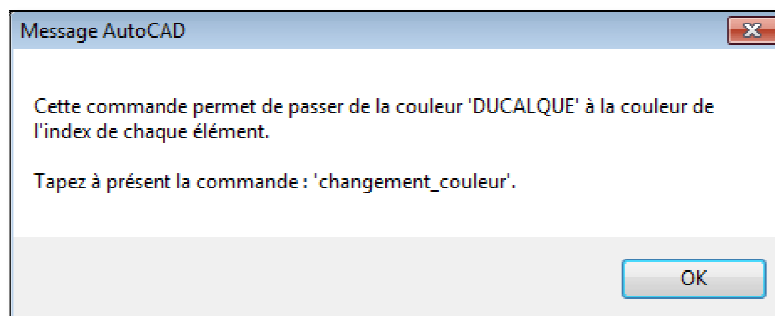 Message AutoCAD
Cette commande permet de passer de la couleur 'DUCALQUE' à la couleur de
l'index de chaque élément.
Tapez à présent la commande : 'changement_couleur'.
OK